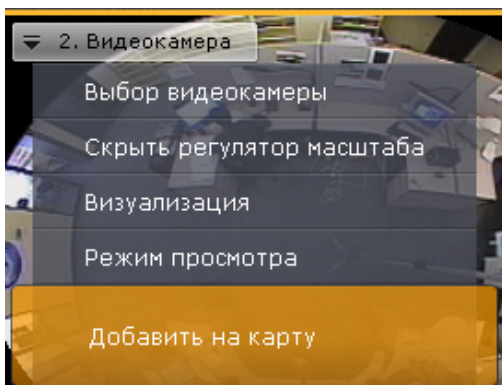 2. Видеокамера
Выбор видеокамеры
Скрыть регулятор масштаба
Визуализация
Режим просмотра
Добавить на карту